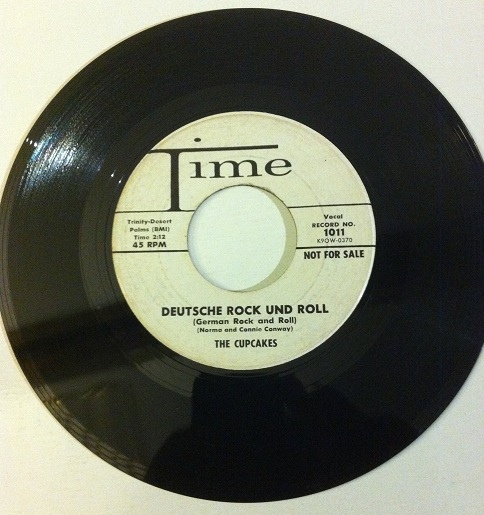 Time
Trinity-Desert
Palms (BMI)
Time 2:12
45 RPM
Vocal
RECORD NO.
1011
K9OW-0370
NOT FOR SALE
DEUTSCHE ROCK UND ROLL
(German Rock and Roll)
(Norma and Connie Conway)
THE CUPCAKES